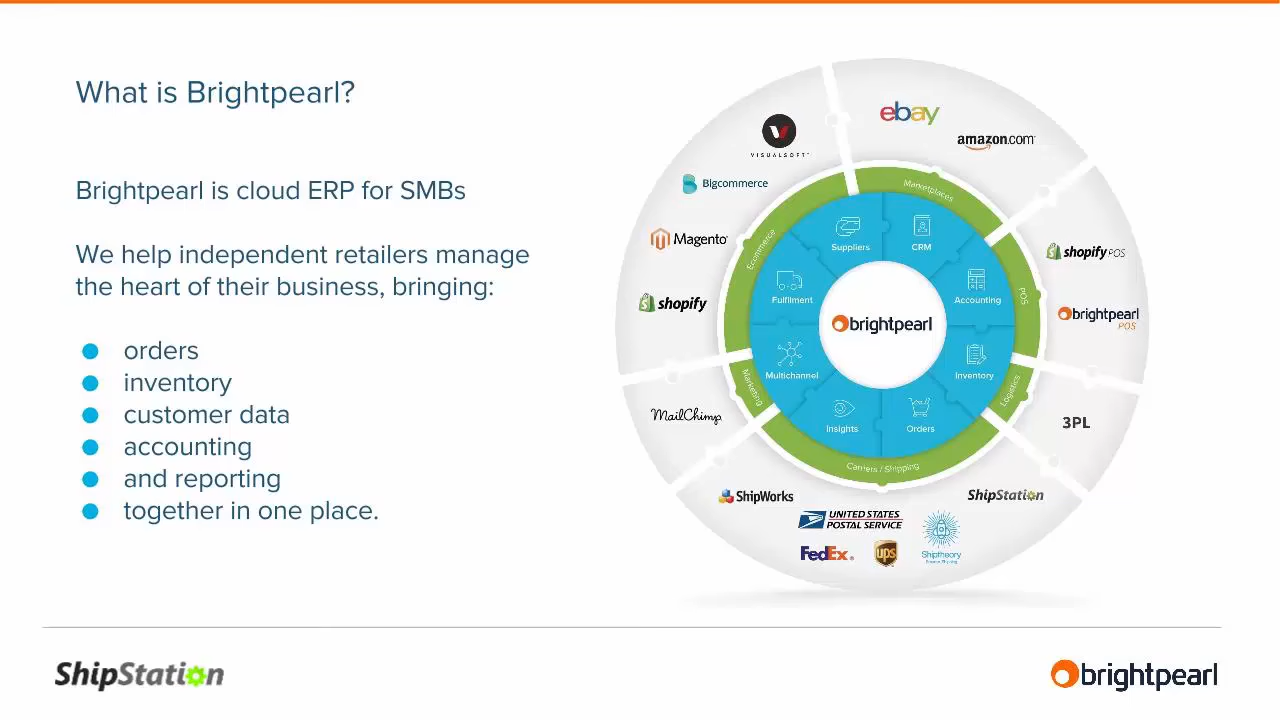 What is Brightpearl?
Brightpearl is cloud ERP for SMBs
We help independent retailers manage
the heart of their business, bringing:
orders
inventory
customer data
accounting
and reporting
together in one place.
VISUALSOFT
Bigcommerce
Magento
shopify
MailChimp
ebay
amazon.com
shopify POS
brightpearl
POS
3PL
ShipStation
ShipWorks
UNITED STATES
POSTAL SERVICE
FedEx
ups
Shiptheory
Ecommerce
Marketplaces
POS
Logistics
Carriers / Shipping
Marketing
Suppliers
CRM
Accounting
Inventory
Orders
Insights
Multichannel
Fulfilment
brightpearl
ShipStation
brightpearl